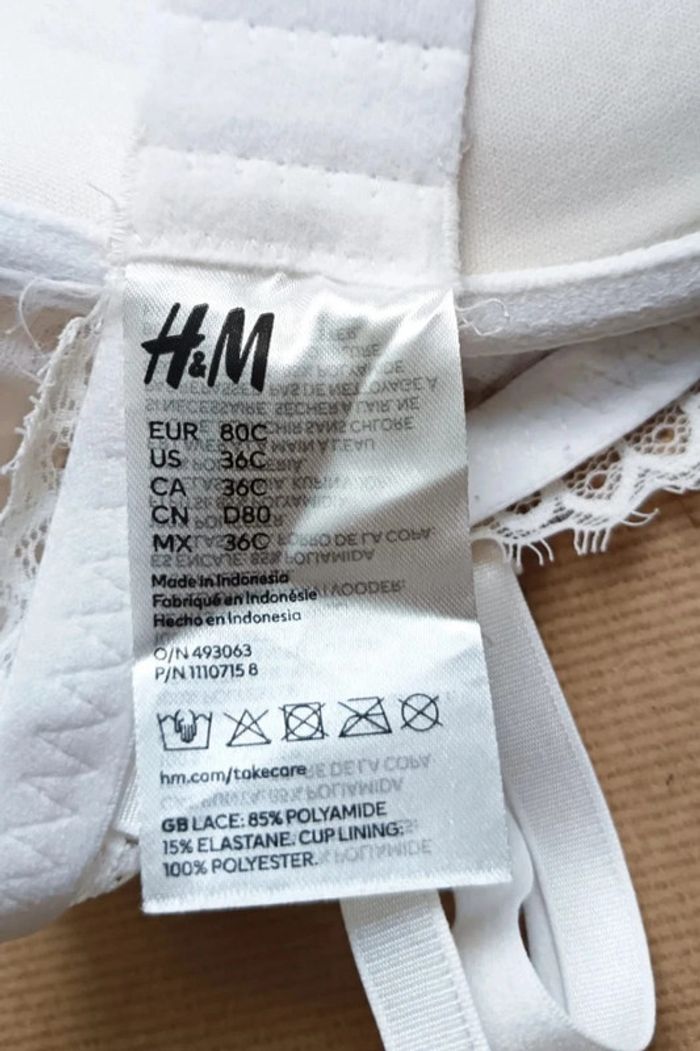 H&M
EUR 80C
US 36C
CA 36C
CN D80
MX 36C
Made in Indonesia
Fabriqué en Indonésie
Hecho en Indonesia
O/N 493063
P/N 1110715 8
hm.com/takecare
GB LACE: 85% POLYAMIDE
15% ELASTANE. CUP LINING:
100% POLYESTER.